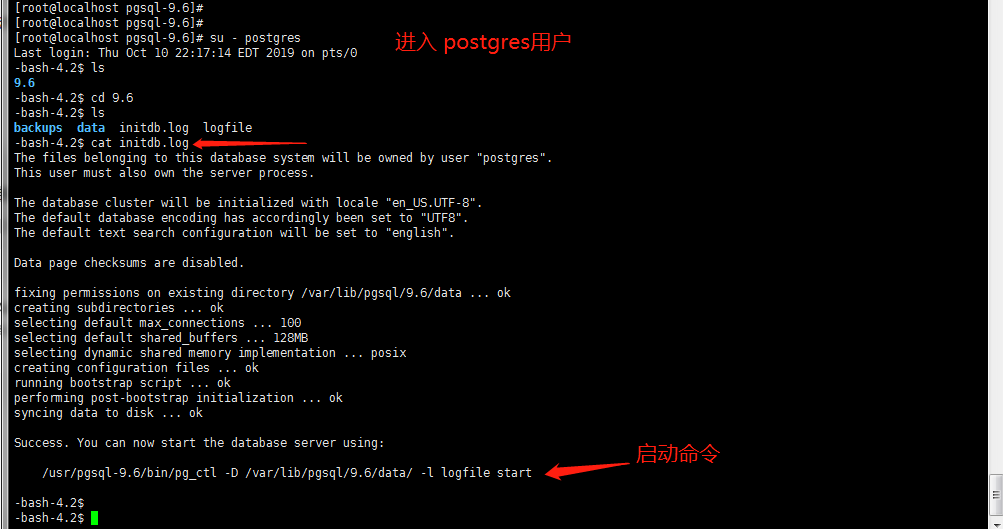 [root@localhost pgsql-9.6]#
[root@localhost pgsql-9.6]#
[root@localhost pgsql-9.6]# su - postgres
进入 postgres用户
Last login: Thu Oct 10 22:17:14 EDT 2019 on pts/0
-bash-4.2$ ls
9.6
-bash-4.2$ cd 9.6
-bash-4.2$ ls
backups  data  initdb.log  logfile
-bash-4.2$ cat initdb.log
The files belonging to this database system will be owned by user "postgres".
This user must also own the server process.

The database cluster will be initialized with locale "en_US.UTF-8".
The default database encoding has accordingly been set to "UTF8".
The default text search configuration will be set to "english".

Data page checksums are disabled.

fixing permissions on existing directory /var/lib/pgsql/9.6/data ... ok
creating subdirectories ... ok
selecting default max_connections ... 100
selecting default shared_buffers ... 128MB
selecting dynamic shared memory implementation ... posix
creating configuration files ... ok
running bootstrap script ... ok
performing post-bootstrap initialization ... ok
syncing data to disk ... ok

Success. You can now start the database server using:
启动命令
    /usr/pgsql-9.6/bin/pg_ctl -D /var/lib/pgsql/9.6/data/ -l logfile start

-bash-4.2$
-bash-4.2$